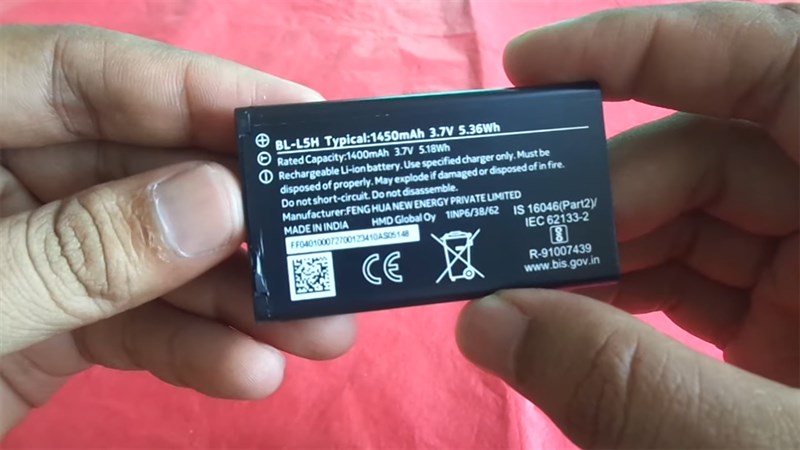 BL-L5H Typical:1450mAh 3.7V 5.36Wh
Rated Capacity:1400mAh 3.7V 5.18Wh
Rechargeable Li-ion battery. Use specified charger only. Must be
disposed of properly. May explode if damaged or disposed of in fire.
Do not short-circuit. Do not disassemble.
Manufacturer:FENG HUA NEW ENERGY PRIVATE LIMITED
MADE IN INDIA HMD Global Oy 1INP6/38/62
IS 16046(Part2)/
IEC 62133-2
R-91007439
www.bis.gov.in
FF040100072700123410AS05148
CE